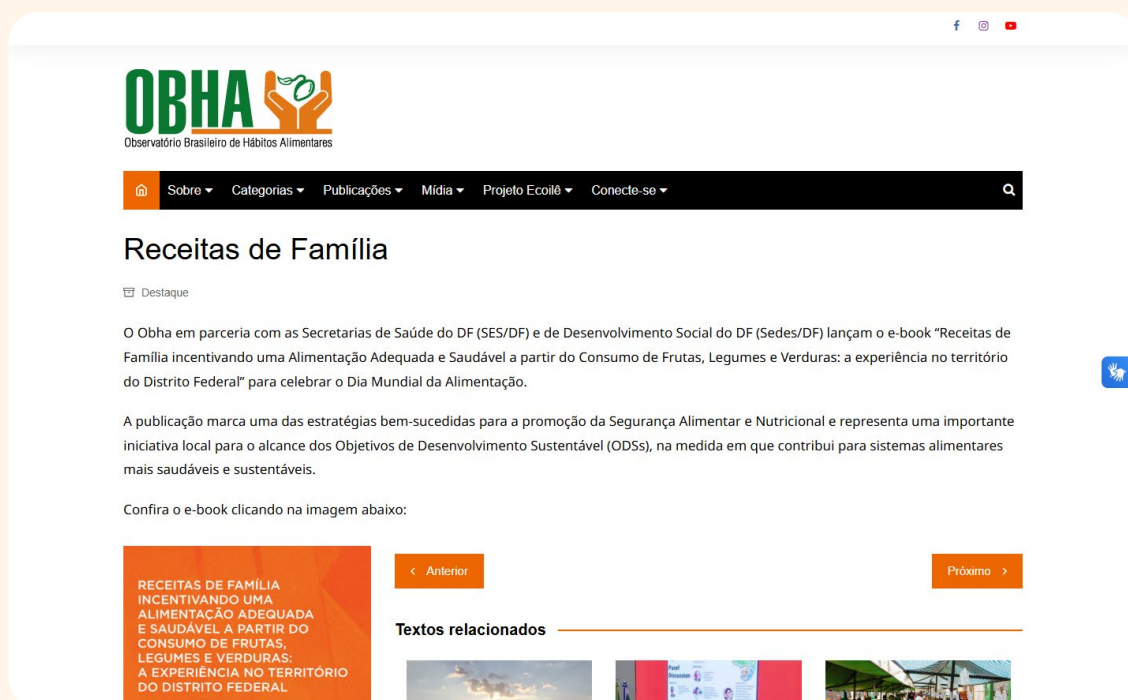 OBHA
Observatório Brasileiro de Hábitos Alimentares
Sobre
Categorias
Publicações
Mídia
Projeto Ecoilê
Conecte-se
Receitas de Família
Destaque
O Obha em parceria com as Secretarias de Saúde do DF (SES/DF) e de Desenvolvimento Social do DF (Sedes/DF) lançam o e-book “Receitas de
Família incentivando uma Alimentação Adequada e Saudável a partir do Consumo de Frutas, Legumes e Verduras: a experiência no território
do Distrito Federal” para celebrar o Dia Mundial da Alimentação.
A publicação marca uma das estratégias bem-sucedidas para a promoção da Segurança Alimentar e Nutricional e representa uma importante
iniciativa local para o alcance dos Objetivos de Desenvolvimento Sustentável (ODSs), na medida em que contribui para sistemas alimentares
mais saudáveis e sustentáveis.
Confira o e-book clicando na imagem abaixo:
RECEITAS DE FAMÍLIA
INCENTIVANDO UMA
ALIMENTAÇÃO ADEQUADA
E SAUDÁVEL A PARTIR DO
CONSUMO DE FRUTAS,
LEGUMES E VERDURAS:
A EXPERIÊNCIA NO TERRITÓRIO
DO DISTRITO FEDERAL
Anterior
Próximo
Textos relacionados
Panel
Discussion